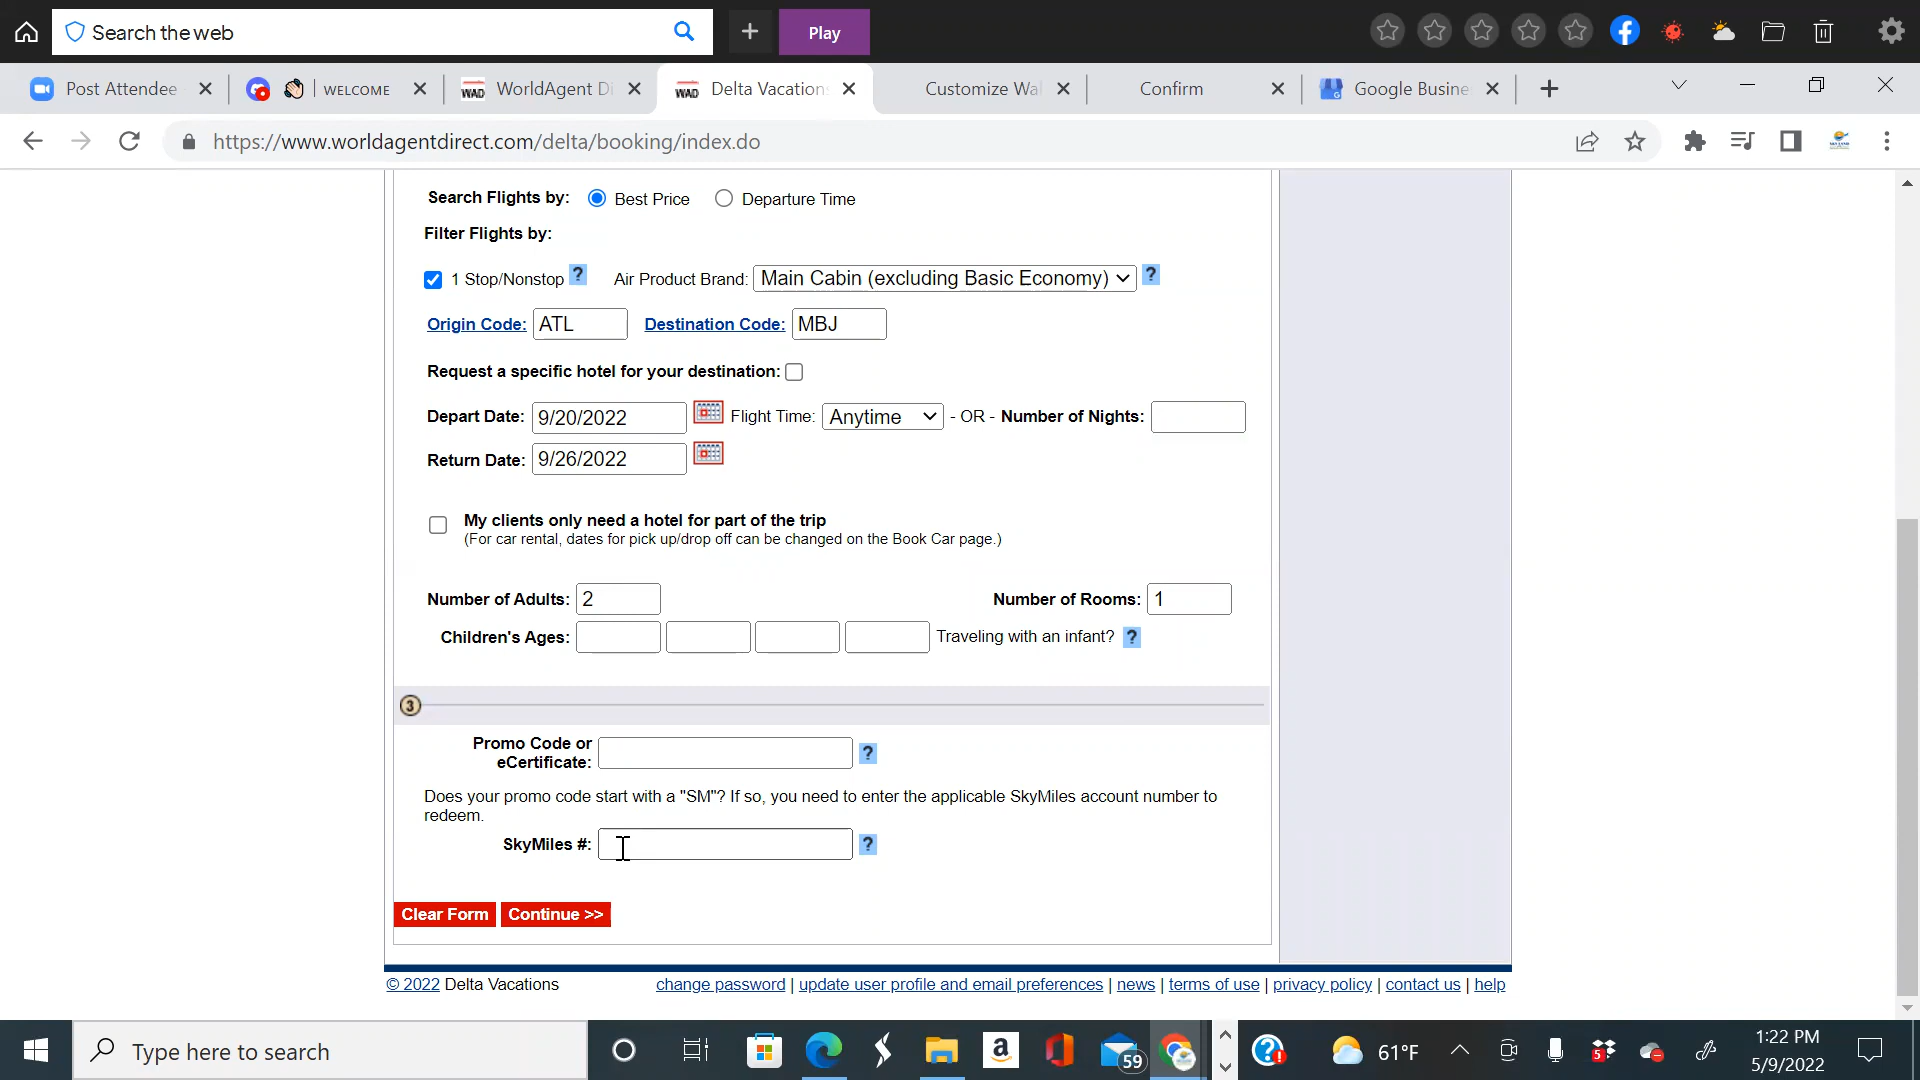 Search the web
Play
Post Attendee
WELCOME
WAD WorldAgent Di
WAD Delta Vacations
Customize Wal
Confirm
Google Busine
https://www.worldagentdirect.com/delta/booking/index.do
Search Flights by: Best Price Departure Time
Filter Flights by:
1 Stop/Nonstop ? Air Product Brand: Main Cabin (excluding Basic Economy) ?
Origin Code: ATL Destination Code: MBJ
Request a specific hotel for your destination:
Depart Date: 9/20/2022 Flight Time: Anytime - OR - Number of Nights:
Return Date: 9/26/2022
My clients only need a hotel for part of the trip
(For car rental, dates for pick up/drop off can be changed on the Book Car page.)
Number of Adults: 2 Number of Rooms: 1
Children's Ages: Traveling with an infant? ?
3
Promo Code or
eCertificate: ?
Does your promo code start with a "SM"? If so, you need to enter the applicable SkyMiles account number to
redeem.
SkyMiles #: ?
Clear Form Continue >>
© 2022 Delta Vacations change password | update user profile and email preferences | news | terms of use | privacy policy | contact us | help
Type here to search
a
59
?
61°F
5
1:22 PM
5/9/2022